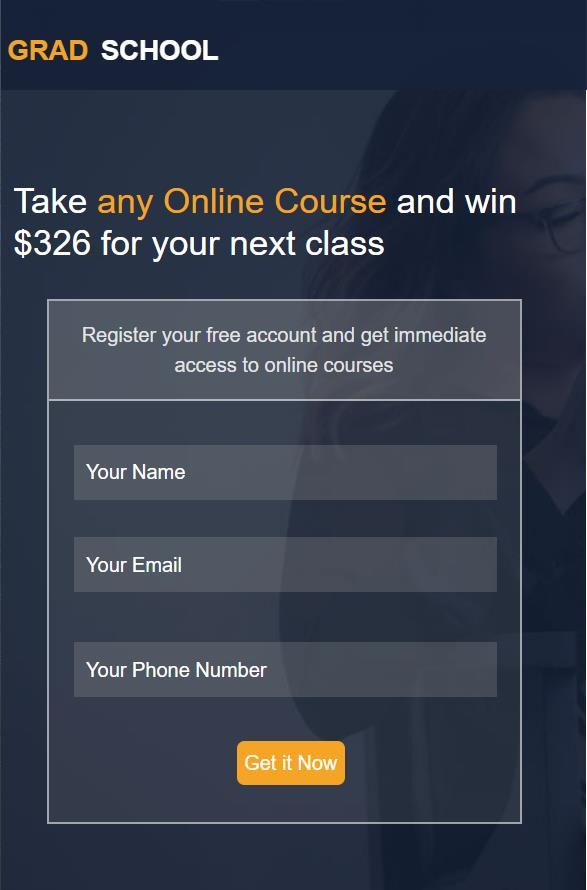 GRAD SCHOOL
Take any Online Course and win
$326 for your next class
Register your free account and get immediate
access to online courses
Your Name
Your Email
Your Phone Number
Get it Now